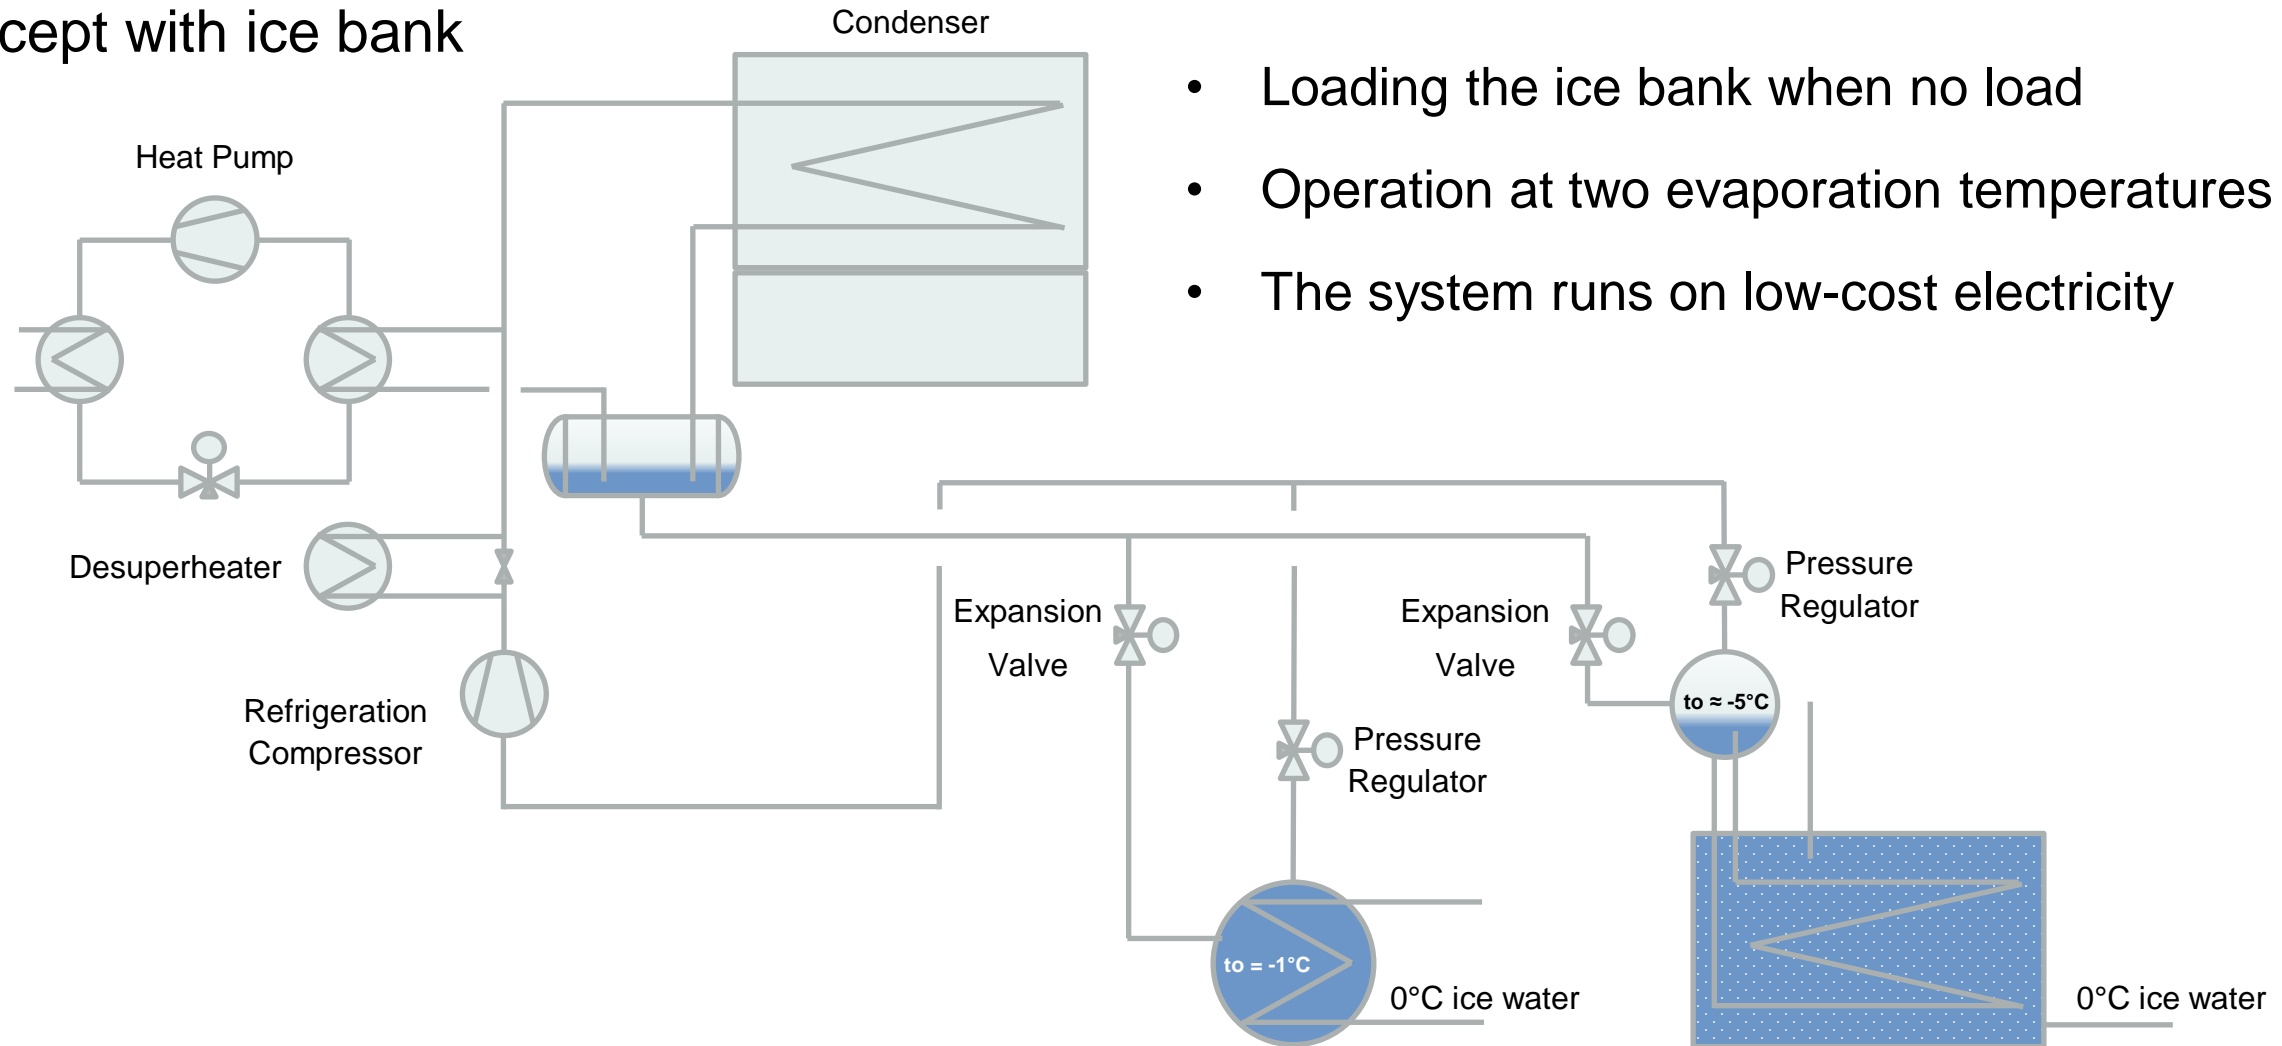 cept with ice bank
Condenser
• Loading the ice bank when no load
• Operation at two evaporation temperatures
• The system runs on low-cost electricity
Heat Pump
Desuperheater
Refrigeration
Compressor
Expansion
Valve
Pressure
Regulator
Expansion
Valve
Pressure
Regulator
to ≈ -5°C
to = -1°C
0°C ice water
0°C ice water